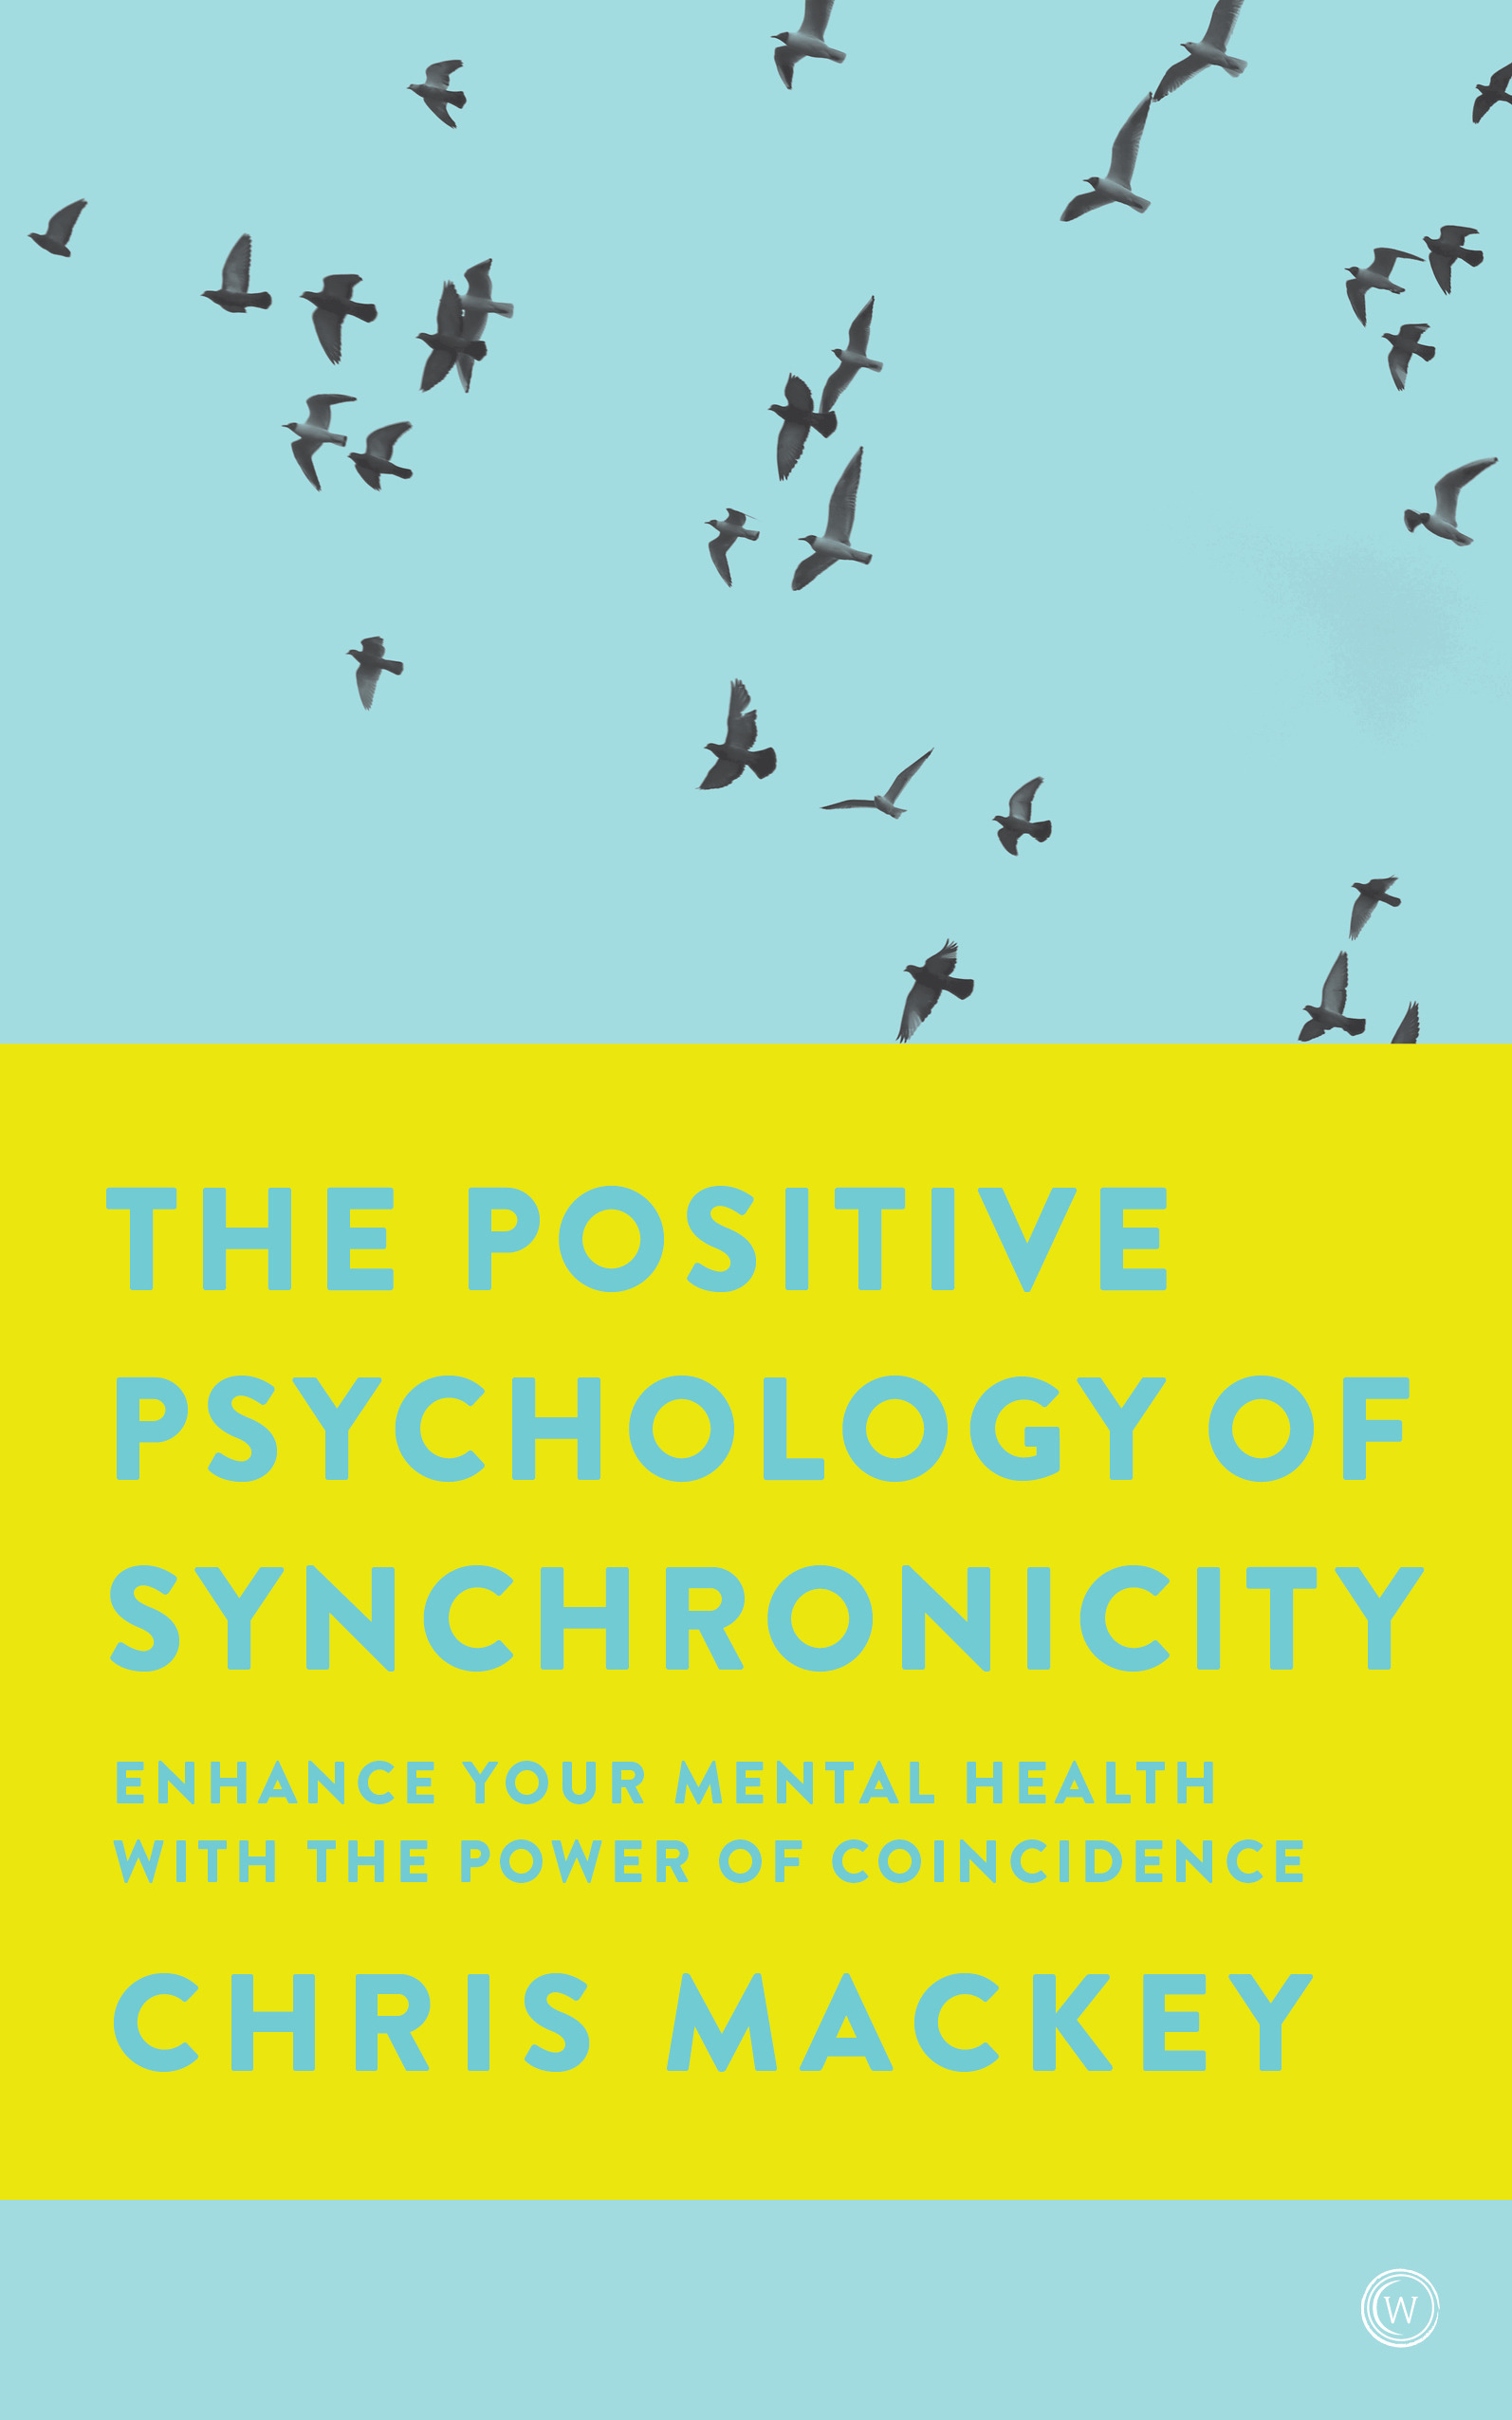 THE POSITIVE
PSYCHOLOGY OF
SYNCHRONICITY
ENHANCE YOUR MENTAL HEALTH
WITH THE POWER OF COINCIDENCE
CHRIS MACKEY
W